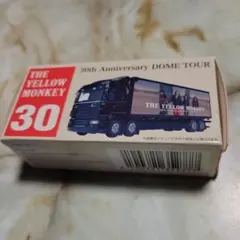 THE
YELLOW
MONKEY
30
30th Anniversary DOME TOUR
THE YELLOW MONKEY